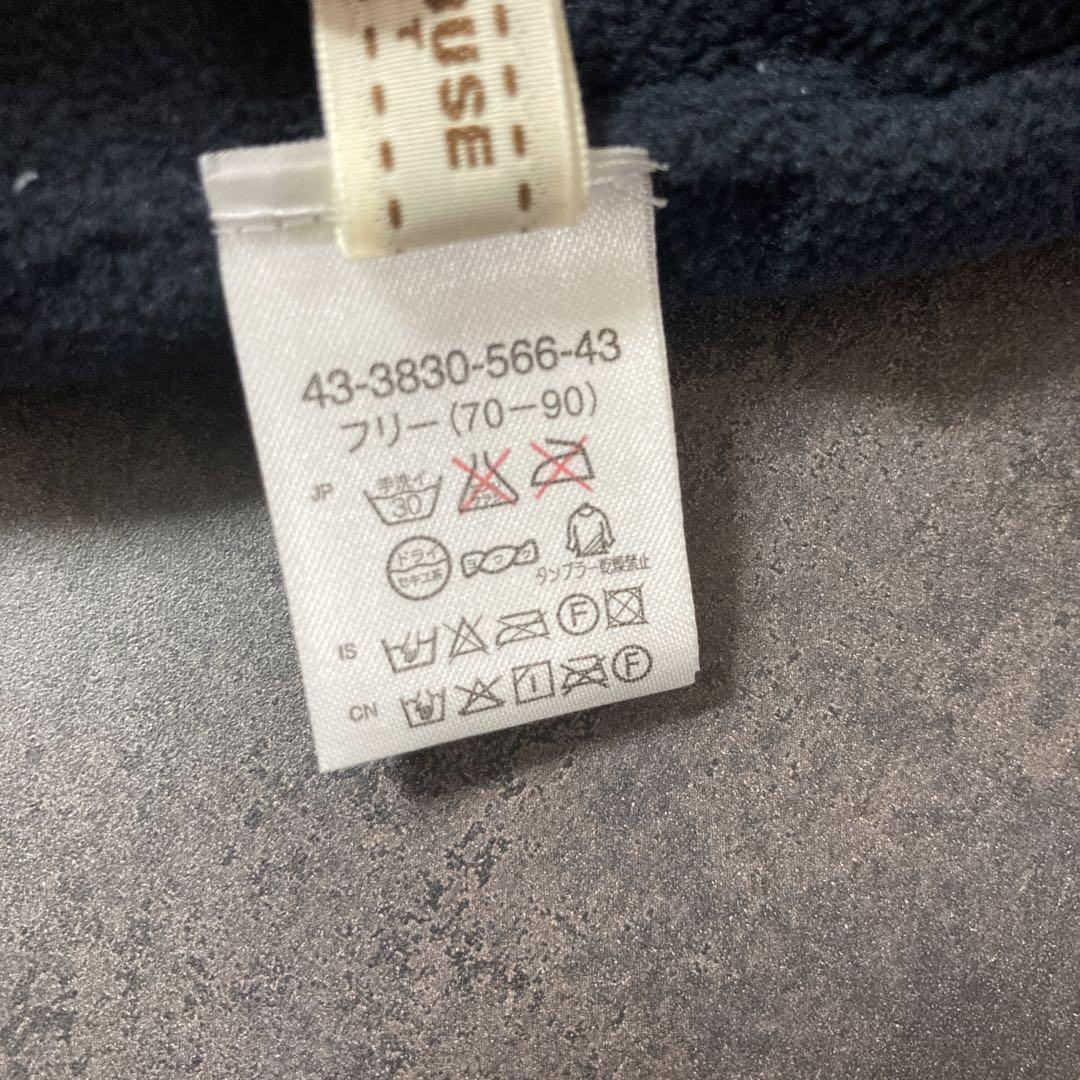 USE
T
43-3830-566-43
フリー(70-90)
JP
手洗イ
30
ドライ
セキユ系
ヨワク
タンブラー乾燥禁止
IS
F
CN
F